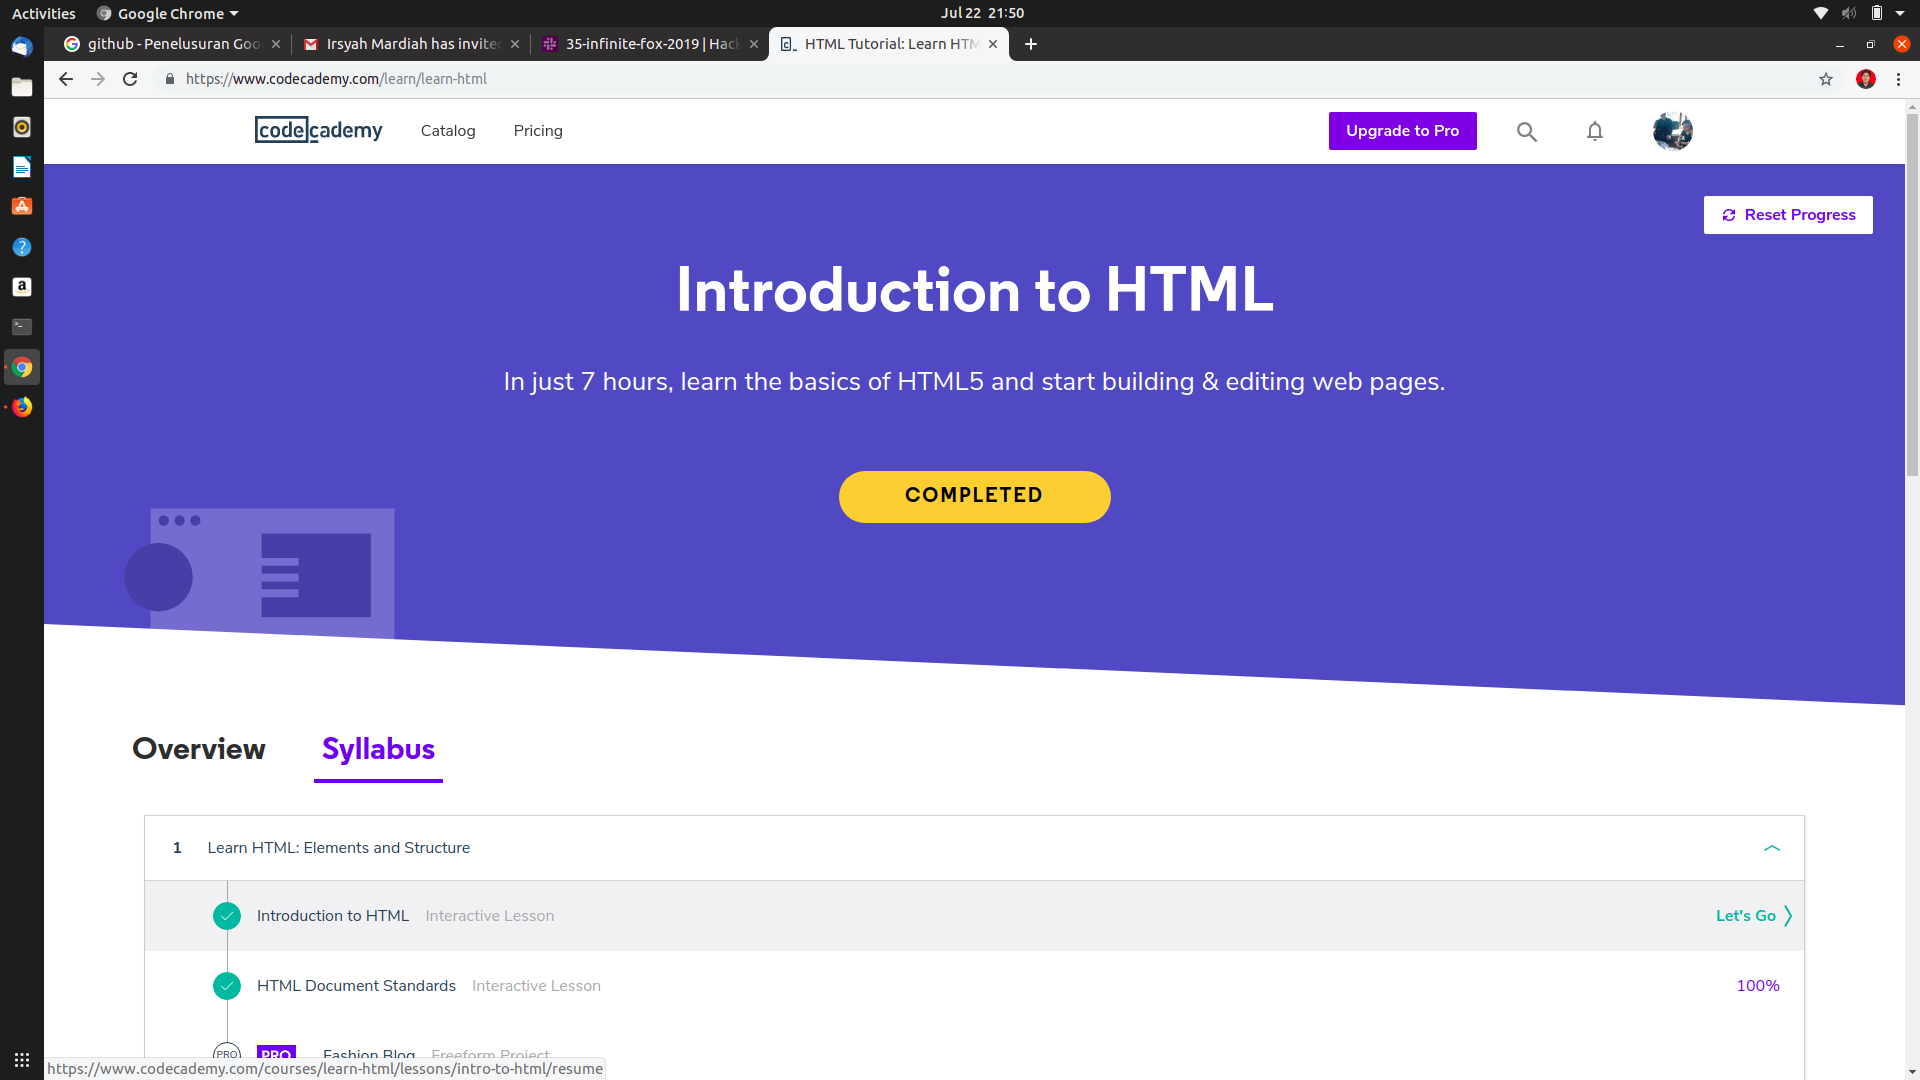 Activities
Google Chrome
Jul 22 21:50
github - Penelusuran Goo
Irsyah Mardiah has invite
35-infinite-fox-2019 | Hac
HTML Tutorial: Learn HTM
https://www.codecademy.com/learn/learn-html
codecademy
Catalog
Pricing
Upgrade to Pro
Reset Progress
Introduction to HTML
In just 7 hours, learn the basics of HTML5 and start building & editing web pages.
COMPLETED
Overview
Syllabus
1 Learn HTML: Elements and Structure
Introduction to HTML Interactive Lesson Let's Go
HTML Document Standards Interactive Lesson 100%
PRO PRO Fashion Blog Freeform Project
https://www.codecademy.com/courses/learn-html/lessons/intro-to-html/resume